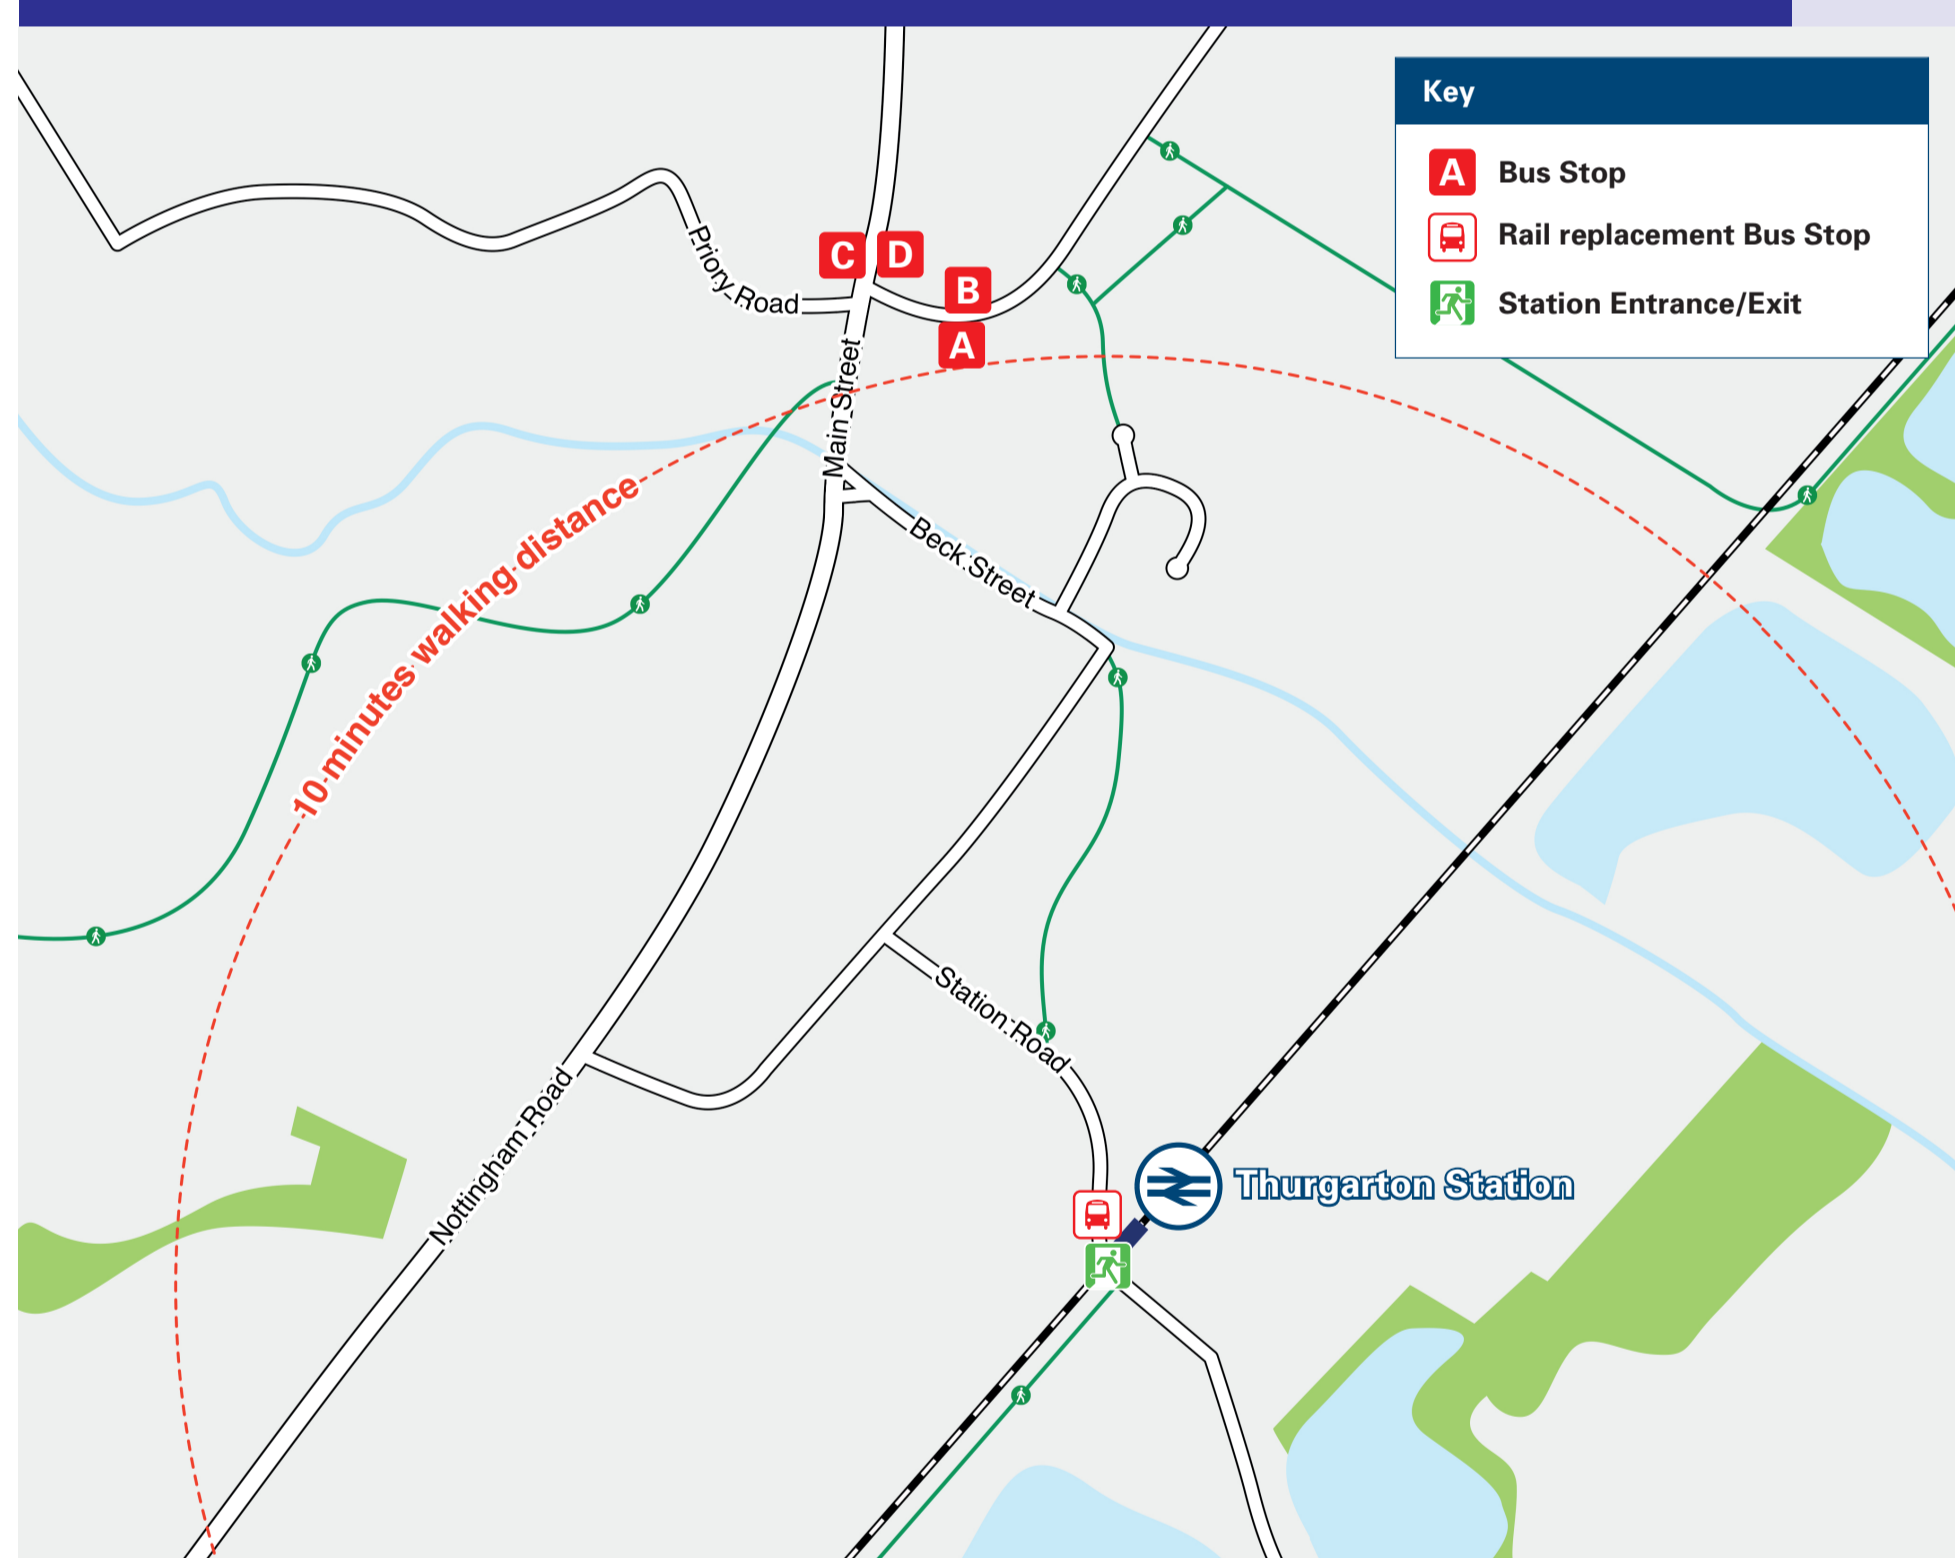 Key
A Bus Stop
Rail replacement Bus Stop
Station Entrance/Exit
Priory Road
C D
B
A
Main Street
10 minutes walking distance
Beck Street
Station Road
Nottingham Road
Thurgarton Station